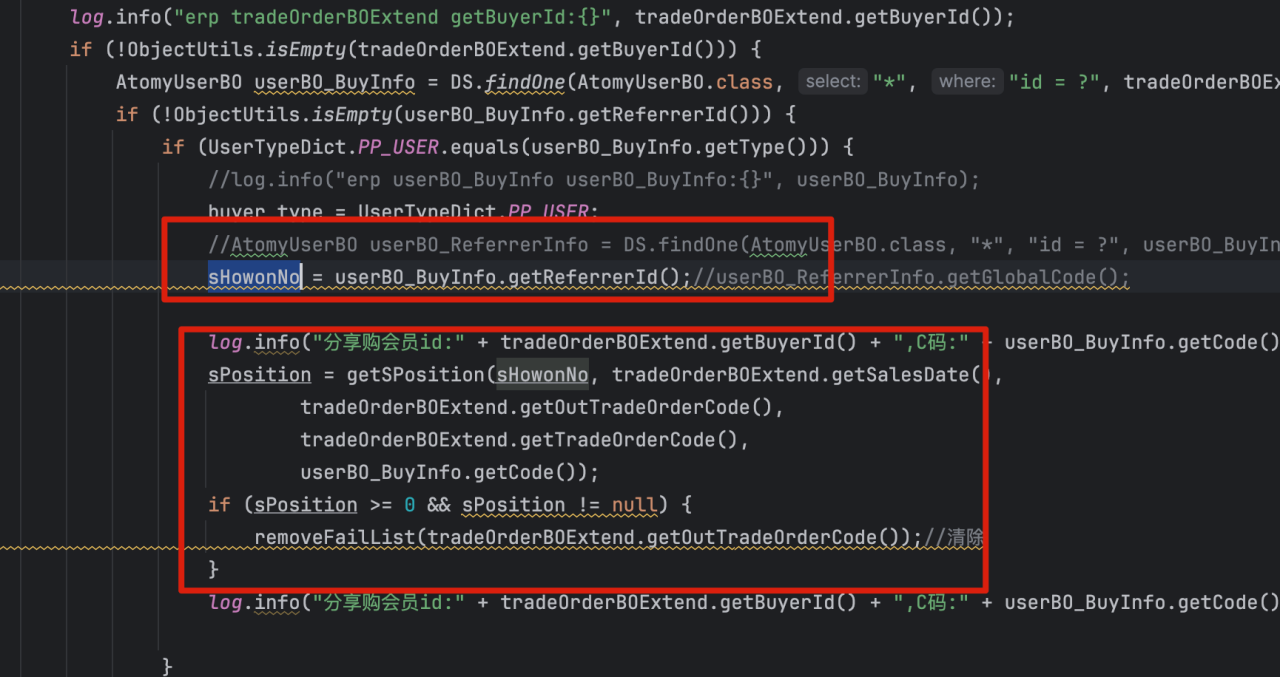 log.info("erp tradeOrderBOExtend getBuyerId:{}", tradeOrderBOExtend.getBuyerId());
if (!ObjectUtils.isEmpty(tradeOrderBOExtend.getBuyerId())) {
AtomyUserBO userBO_BuyInfo = DS.findOne(AtomyUserBO.class, select: "*", where: "id = ?", tradeOrderBOEx
if (!ObjectUtils.isEmpty(userBO_BuyInfo.getReferrerId())) {
if (UserTypeDict.PP_USER.equals(userBO_BuyInfo.getType())) {
//log.info("erp userBO_BuyInfo userBO_BuyInfo:{}", userBO_BuyInfo);
buyer_type = UserTypeDict.PP_USER;
//AtomyUserBO userBO_ReferrerInfo = DS.findOne(AtomyUserBO.class, "*", "id = ?", userBO_BuyIn
sHowonNo = userBO_BuyInfo.getReferrerId();//userBO_ReferrerInfo.getGlobalCode();
log.info("分享购会员id:" + tradeOrderBOExtend.getBuyerId() + ",C码:" + userBO_BuyInfo.getCode()
sPosition = getSPosition(sHowonNo, tradeOrderBOExtend.getSalesDate(),
tradeOrderBOExtend.getOutTradeOrderCode(),
tradeOrderBOExtend.getTradeOrderCode(),
userBO_BuyInfo.getCode());
if (sPosition >= 0 && sPosition != null) {
removeFailList(tradeOrderBOExtend.getOutTradeOrderCode());//清除
}
log.info("分享购会员id:" + tradeOrderBOExtend.getBuyerId() + ",C码:" + userBO_BuyInfo.getCode()
}